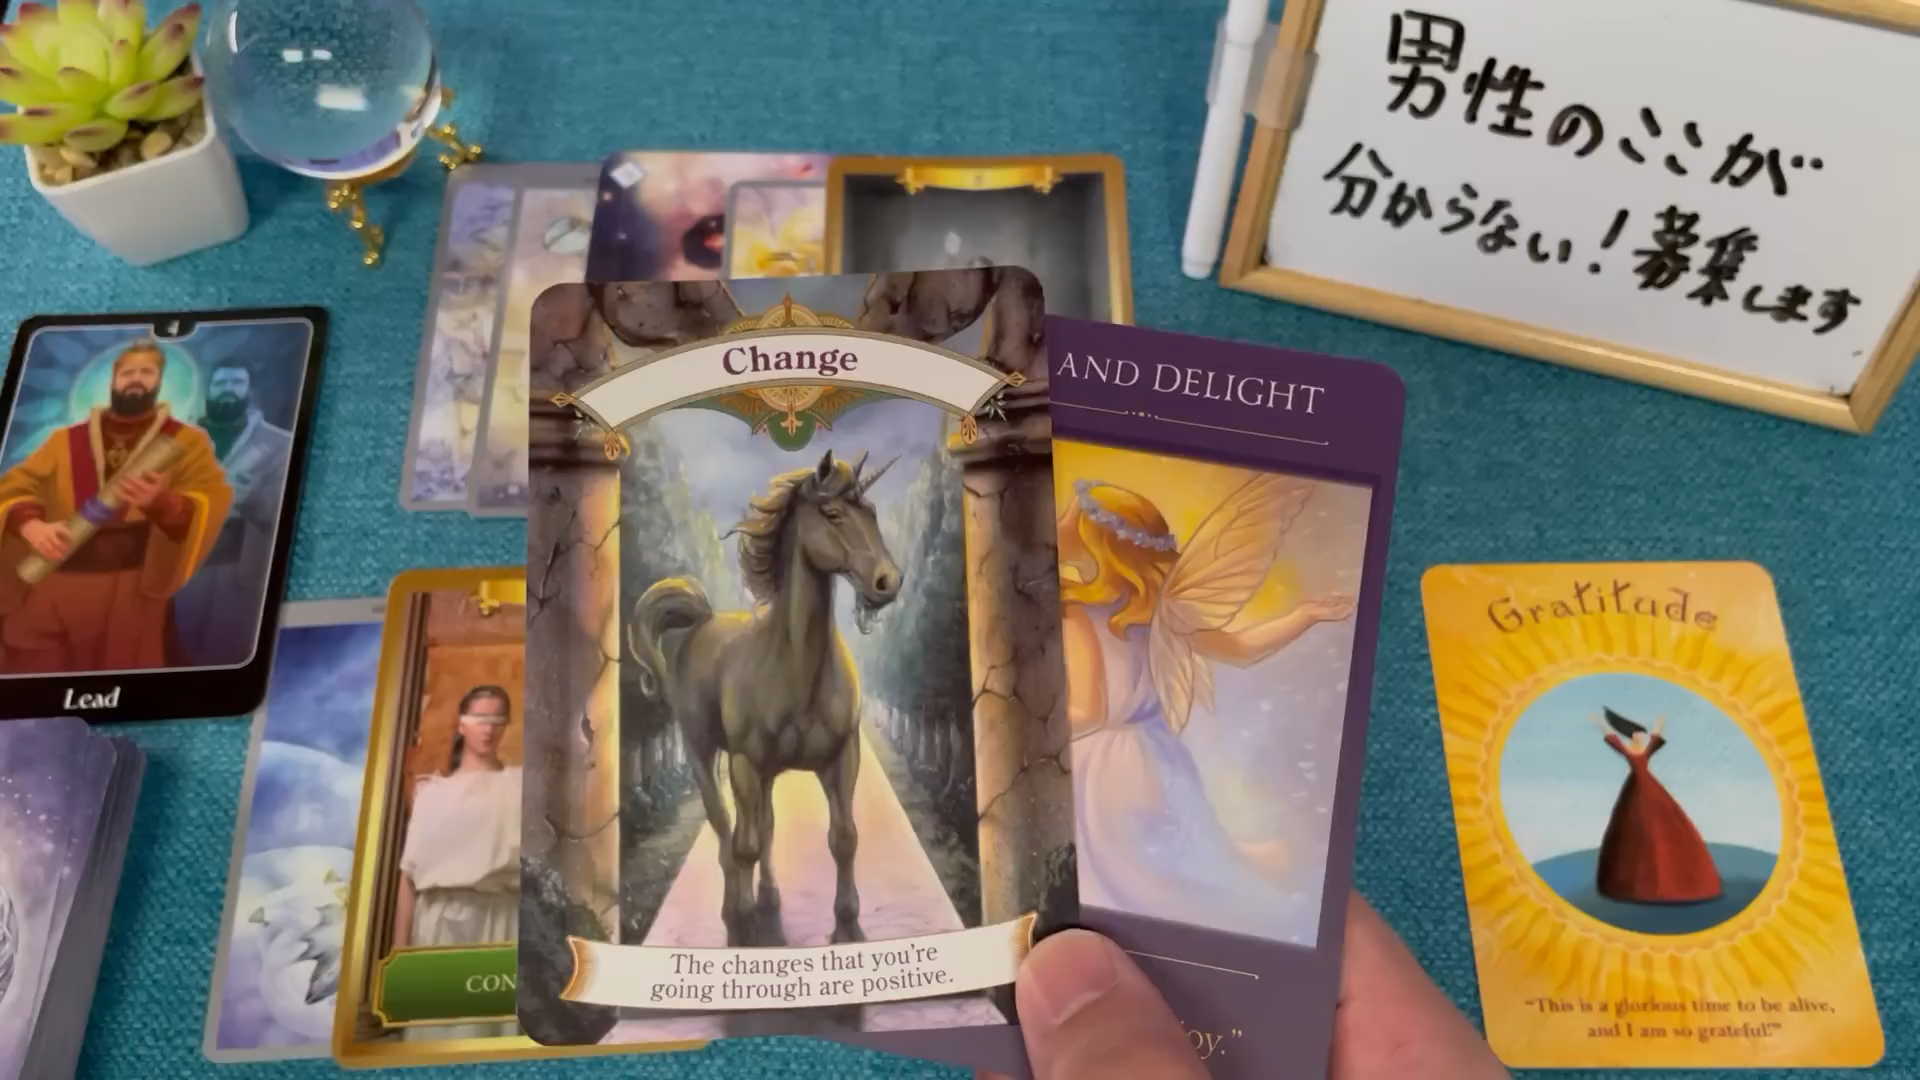 男性のここが
分からない!募集します
Change
The changes that you're
going through are positive.
AND DELIGHT
joy."
4
Lead
CON
Gratitude
"This is a glorious time to be alive,
and I am so grateful!"